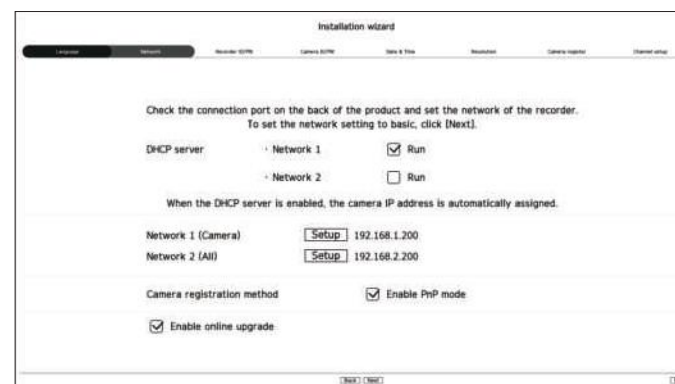 Installation wizard
Language Network Recorder ID/PW Camera ID/PW Date & Time Resolution Camera register Channel setup
Check the connection port on the back of the product and set the network of the recorder.
To set the network setting to basic, click [Next].
DHCP server · Network 1 Run
· Network 2 Run
When the DHCP server is enabled, the camera IP address is automatically assigned.
Network 1 (Camera) Setup 192.168.1.200
Network 2 (All) Setup 192.168.2.200
Camera registration method Enable PnP mode
Enable online upgrade
Back Next